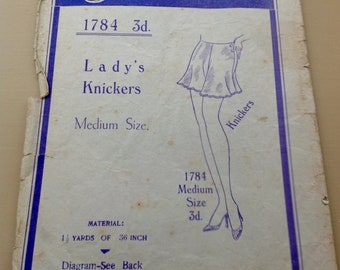 1784 3d.
Lady's
Knickers
Medium Size.
Knickers
1784
Medium
Size
3d.
MATERIAL:
1½ YARDS OF 36 INCH
Diagram-See Back